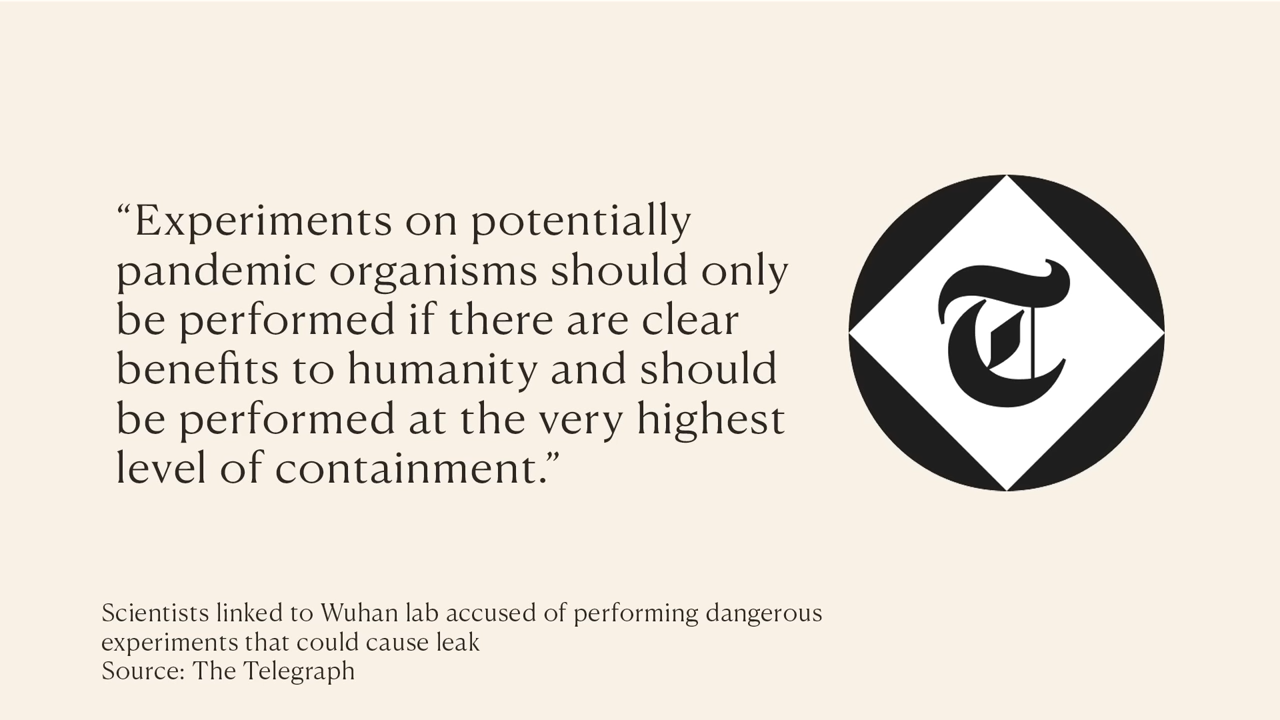 “Experiments on potentially
pandemic organisms should only
be performed if there are clear
benefits to humanity and should
be performed at the very highest
level of containment.”
T
Scientists linked to Wuhan lab accused of performing dangerous
experiments that could cause leak
Source: The Telegraph